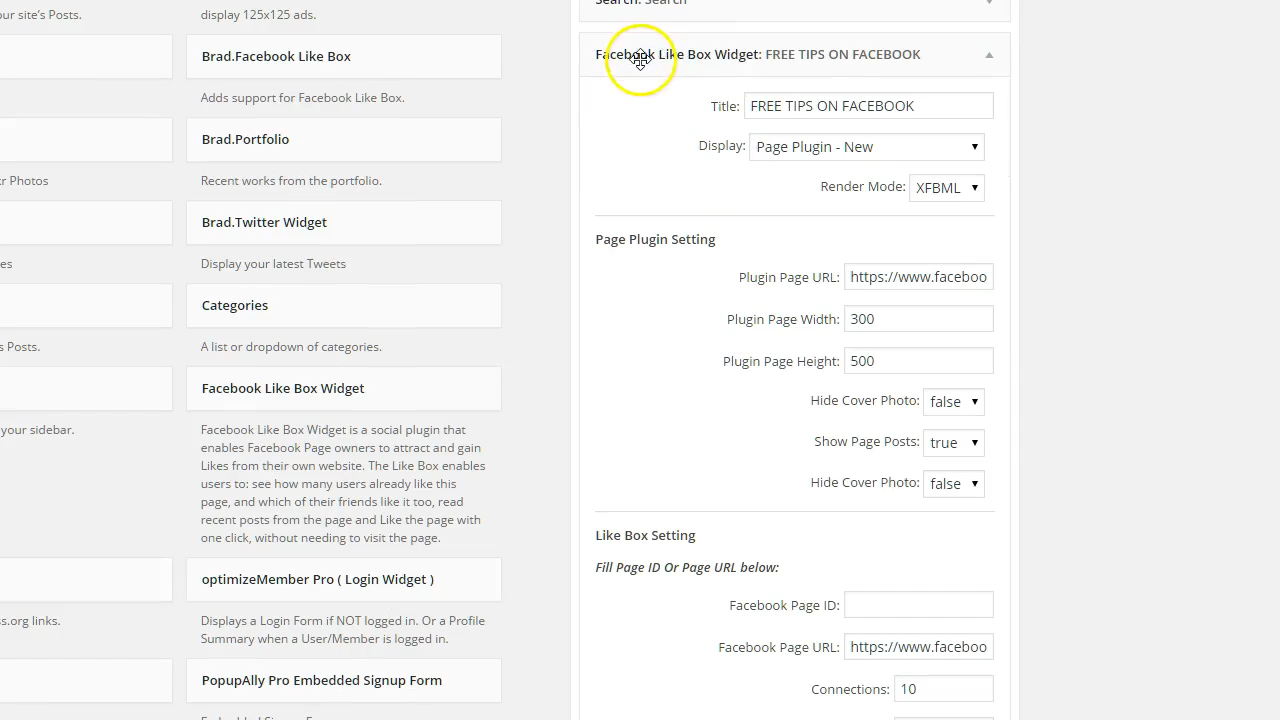 our site's Posts.
display 125x125 ads.
Brad.Facebook Like Box
Adds support for Facebook Like Box.
Brad.Portfolio
r Photos
Recent works from the portfolio.
Brad.Twitter Widget
es
Display your latest Tweets
Categories
s Posts.
A list or dropdown of categories.
Facebook Like Box Widget
your sidebar.
Facebook Like Box Widget is a social plugin that
enables Facebook Page owners to attract and gain
Likes from their own website. The Like Box enables
users to: see how many users already like this
page, and which of their friends like it too, read
recent posts from the page and Like the page with
one click, without needing to visit the page.
optimizeMember Pro ( Login Widget )
s.org links.
Displays a Login Form if NOT logged in. Or a Profile
Summary when a User/Member is logged in.
PopupAlly Pro Embedded Signup Form
Search: Search
Facebook Like Box Widget: FREE TIPS ON FACEBOOK
Title: FREE TIPS ON FACEBOOK
Display: Page Plugin - New
Render Mode: XFBML
Page Plugin Setting
Plugin Page URL: https://www.faceboo
Plugin Page Width: 300
Plugin Page Height: 500
Hide Cover Photo: false
Show Page Posts: true
Hide Cover Photo: false
Like Box Setting
Fill Page ID Or Page URL below:
Facebook Page ID:
Facebook Page URL: https://www.faceboo
Connections: 10